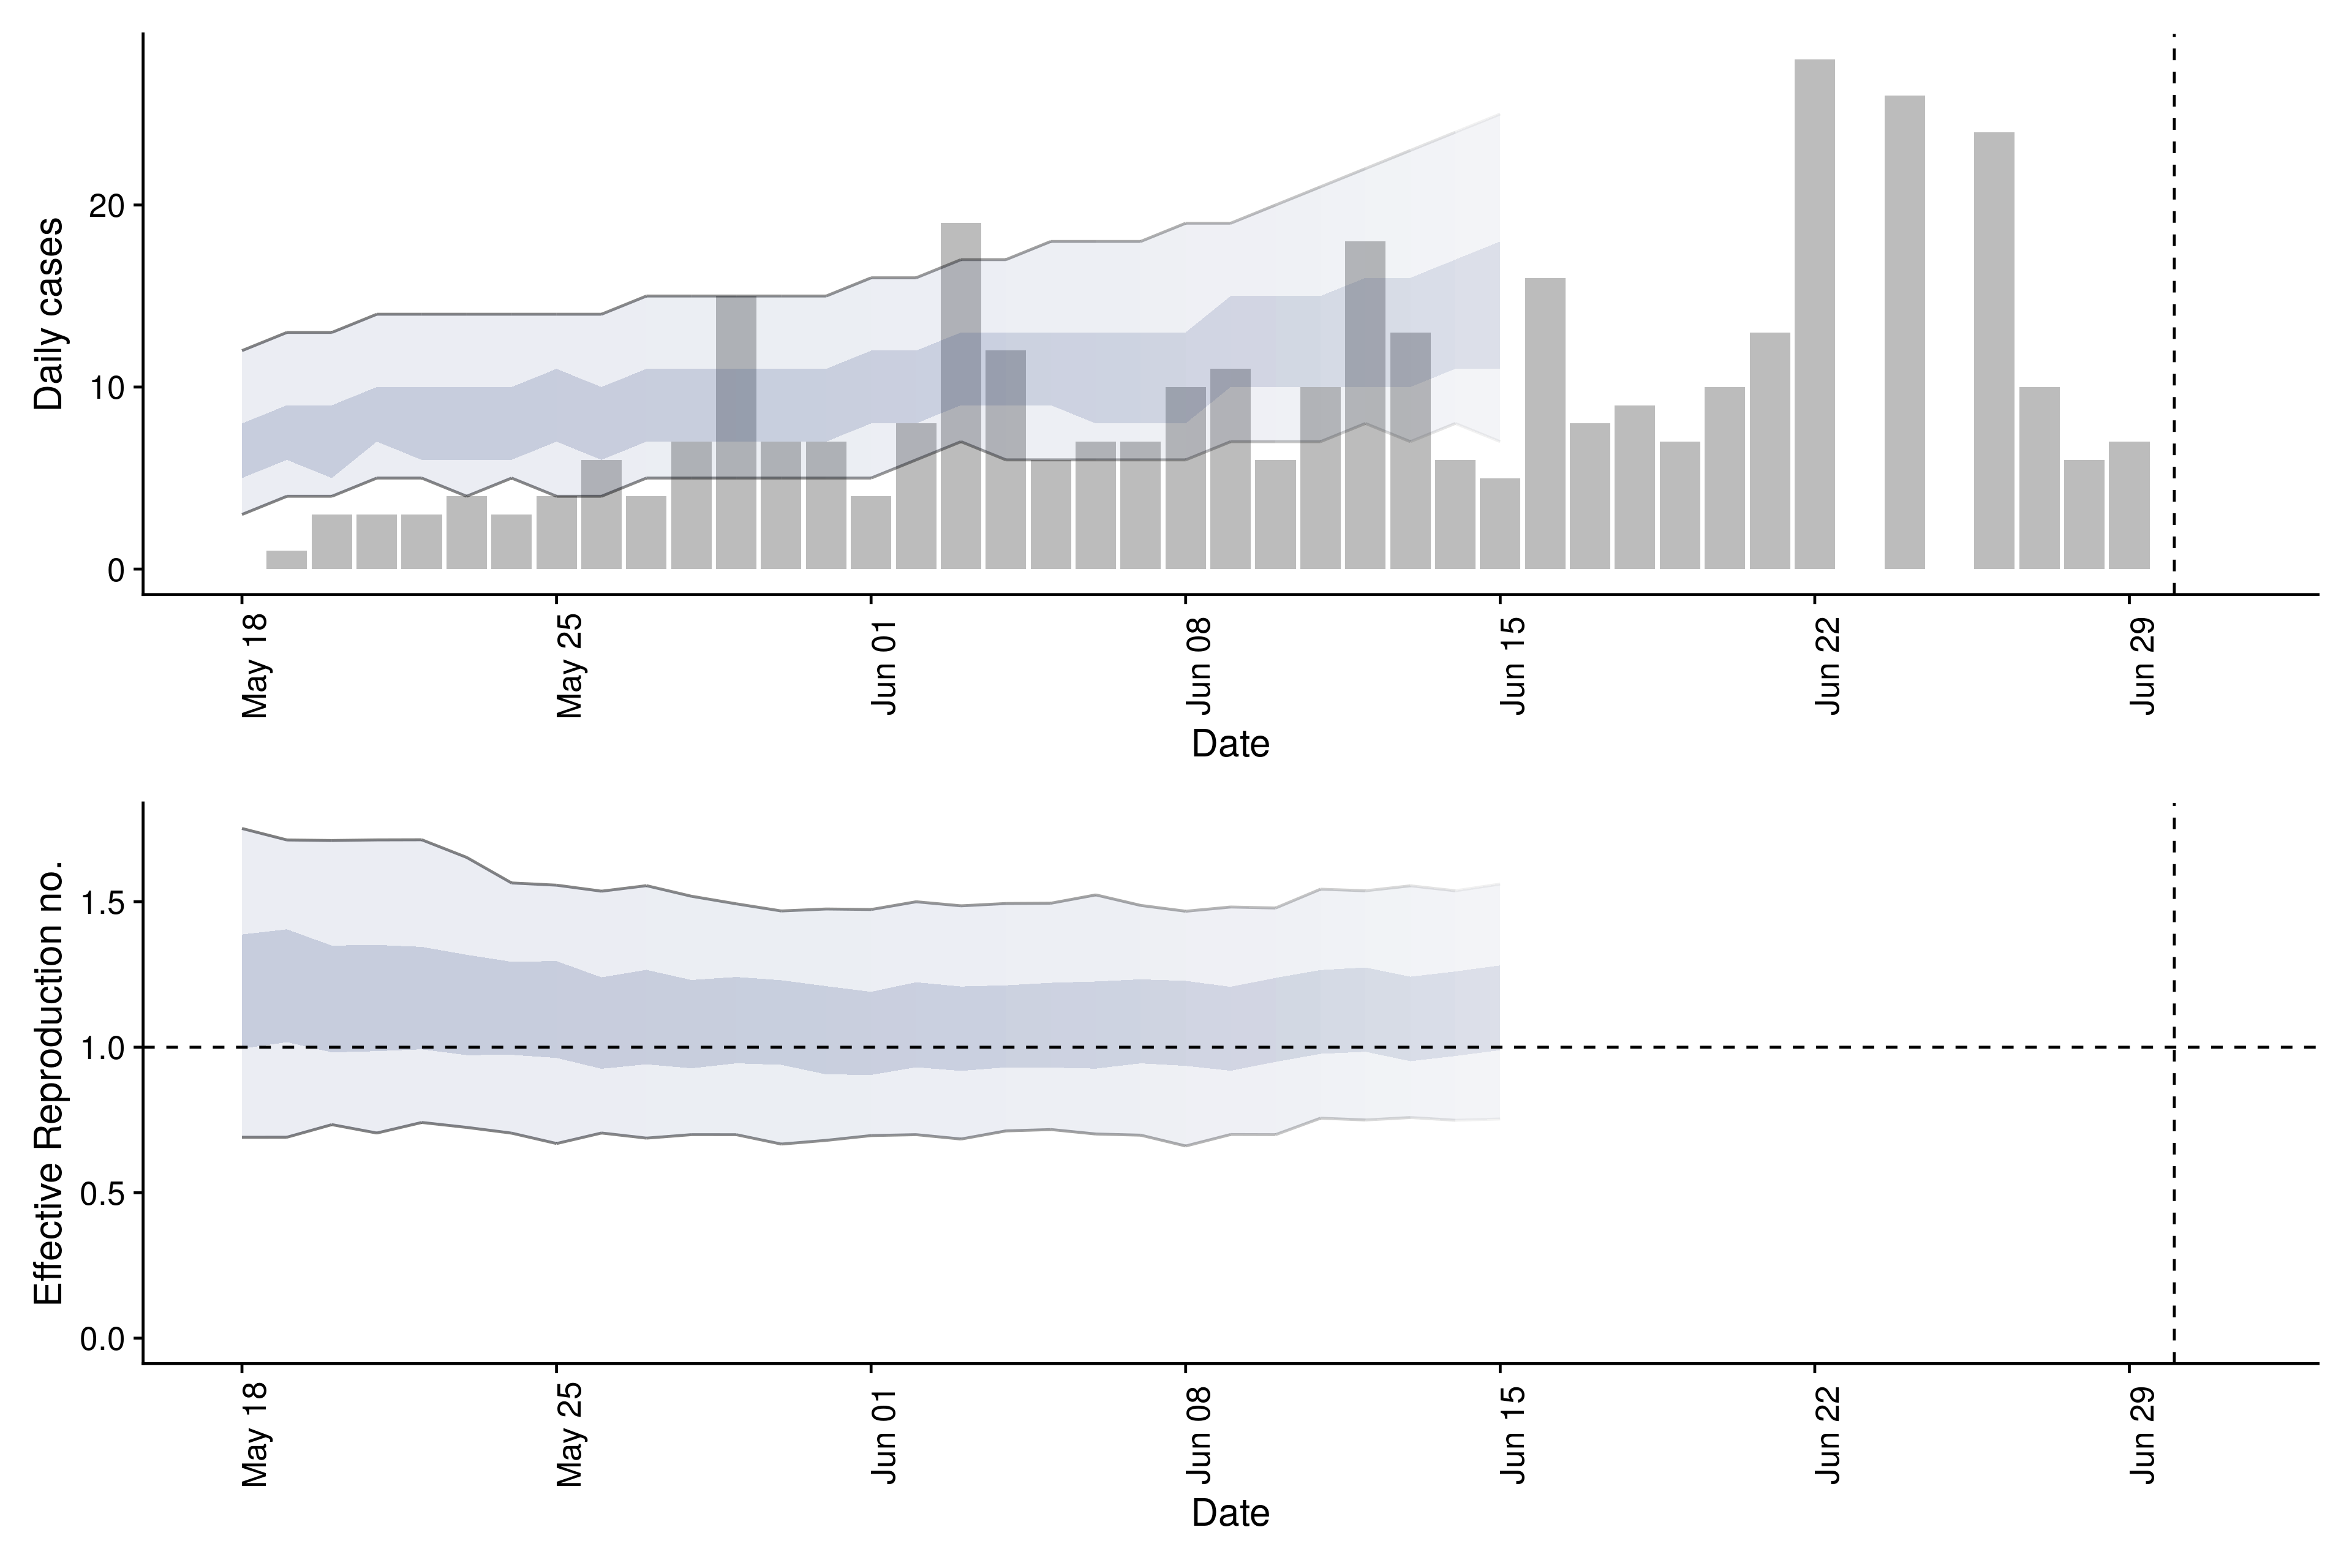 Daily cases
20
10
0
May 18
May 25
Jun 01
Jun 08
Jun 15
Jun 22
Jun 29
Date
Effective Reproduction no.
1.5
1.0
0.5
0.0
May 18
May 25
Jun 01
Jun 08
Jun 15
Jun 22
Jun 29
Date